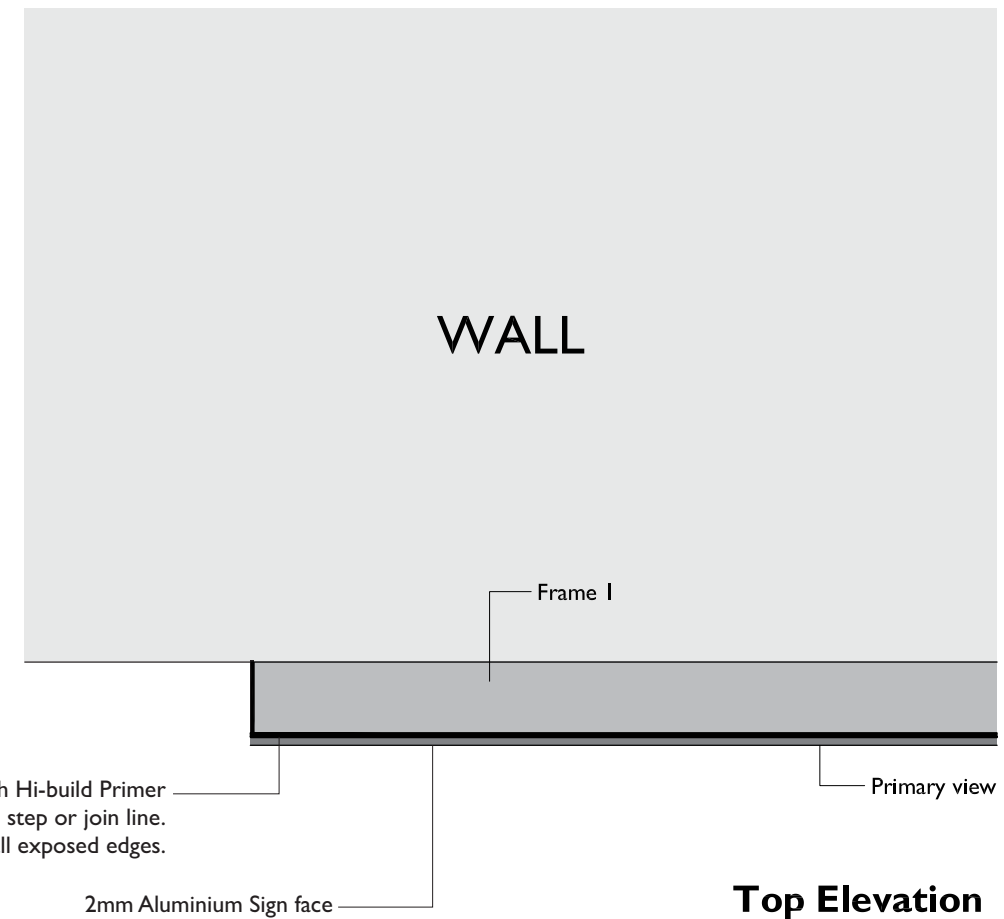 WALL
Frame 1
Hi-build Primer
step or join line.
exposed edges.
Primary view
2mm Aluminium Sign face
Top Elevation